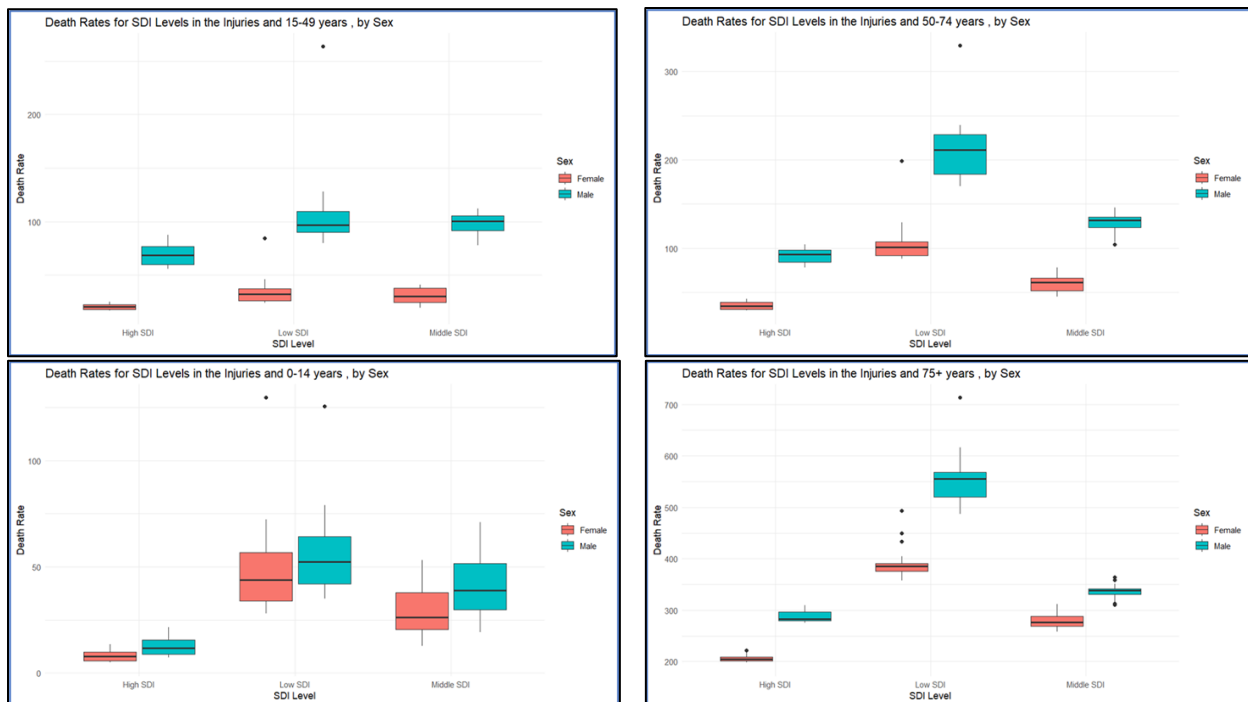 Death Rates for SDI Levels in the Injuries and 15-49 years , by Sex
200
100
Death Rate
High SDI
Low SDI
Middle SDI
SDI Level
Sex
Female
Male
Death Rates for SDI Levels in the Injuries and 50-74 years , by Sex
300
200
100
Death Rate
High SDI
Low SDI
Middle SDI
SDI Level
Sex
Female
Male
Death Rates for SDI Levels in the Injuries and 0-14 years , by Sex
100
50
0
Death Rate
High SDI
Low SDI
Middle SDI
SDI Level
Sex
Female
Male
Death Rates for SDI Levels in the Injuries and 75+ years , by Sex
700
600
500
400
300
200
Death Rate
High SDI
Low SDI
Middle SDI
SDI Level
Sex
Female
Male